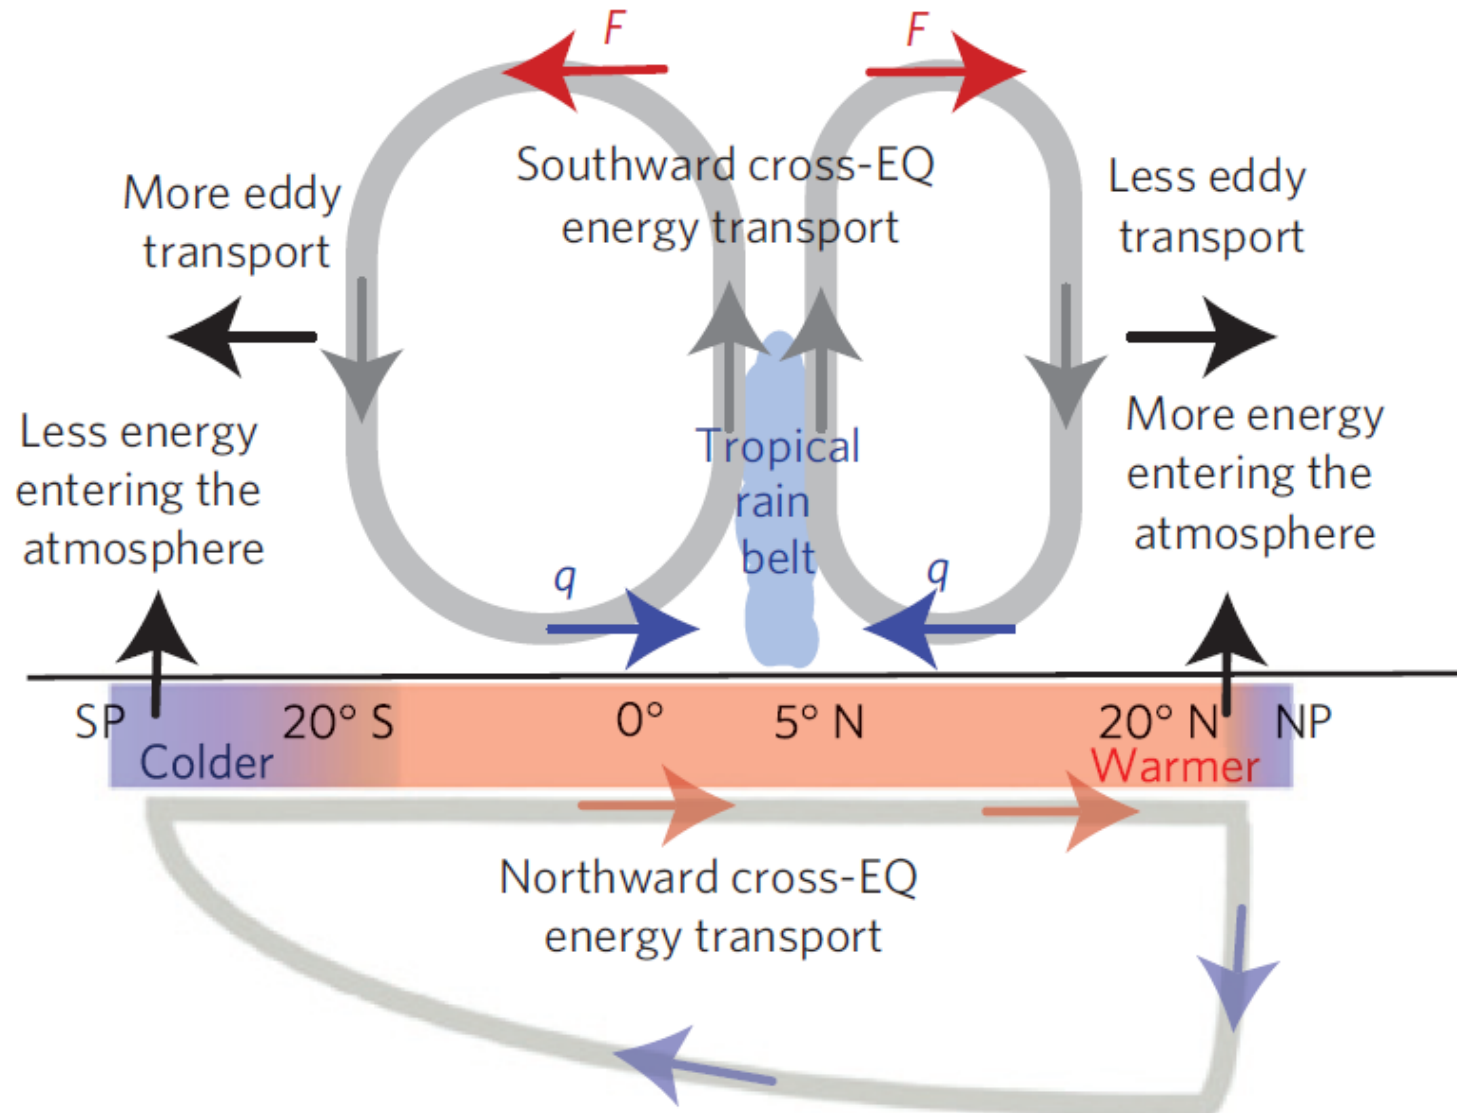 F
F
Southward cross-EQ
energy transport
More eddy
transport
Less eddy
transport
Less energy
entering the
atmosphere
Tropical
rain
belt
More energy
entering the
atmosphere
q
q
SP
20° S
0°
5° N
20° N
NP
Colder
Warmer
Northward cross-EQ
energy transport